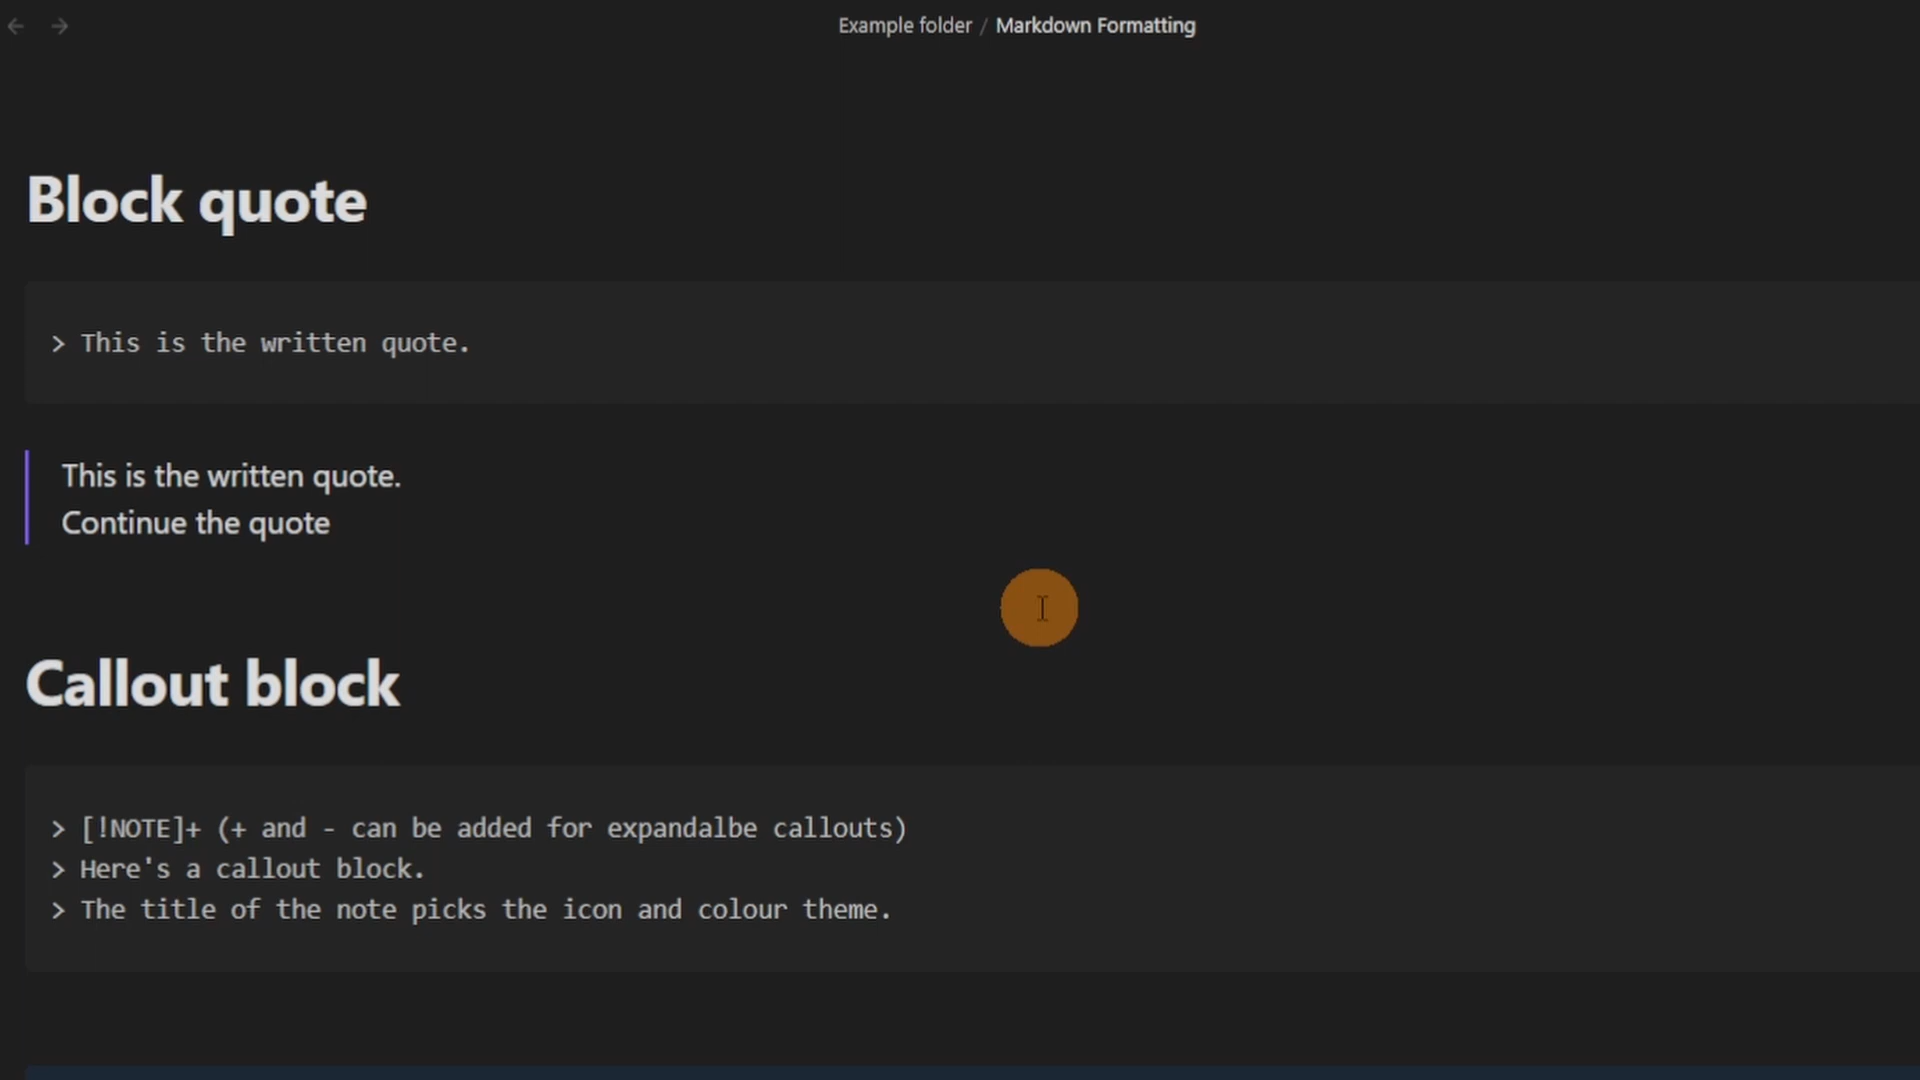 Example folder / Markdown Formatting
Block quote
> This is the written quote.
This is the written quote.
Continue the quote
Callout block
> [!NOTE]+ (+ and - can be added for expandalbe callouts)
> Here's a callout block.
> The title of the note picks the icon and colour theme.